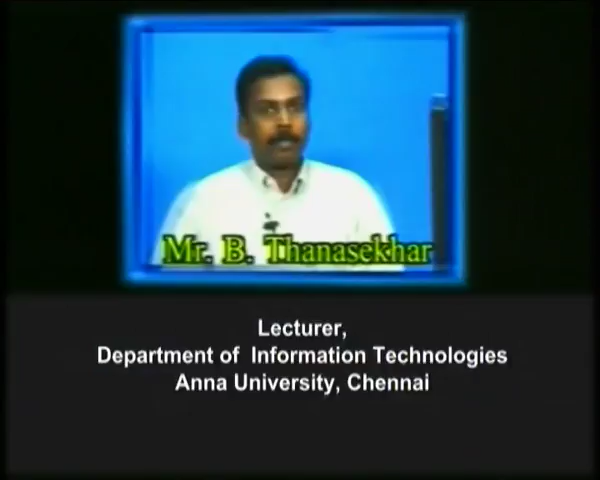 Mr. B. Thanasekhar
Lecturer,
Department of Information Technologies
Anna University, Chennai